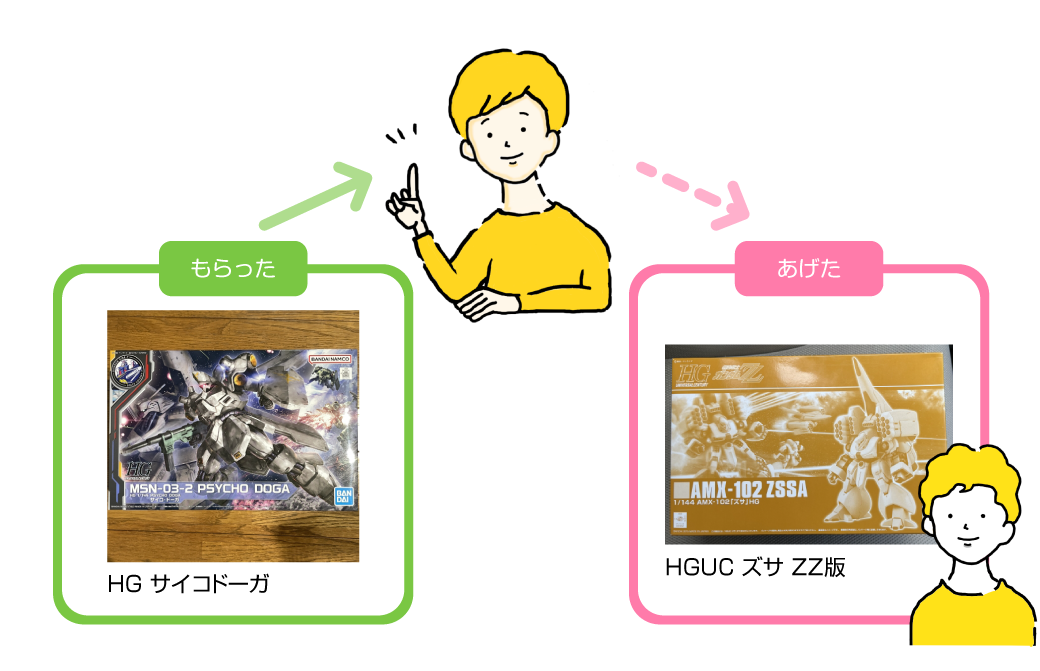 もらった
あげた
BANDAI NAMCO
HG
MSN-03-2 PSYCHO DOGA
HG 1/144 PSYCHO DOGA
サイコ ドーガ
BAN
DAI
HG サイコドーガ
HG
UNIVERSAL CENTURY
AMX-102 ZSSA
1/144 AMX-102「ズサ」HG
HGUC ズサ ZZ版